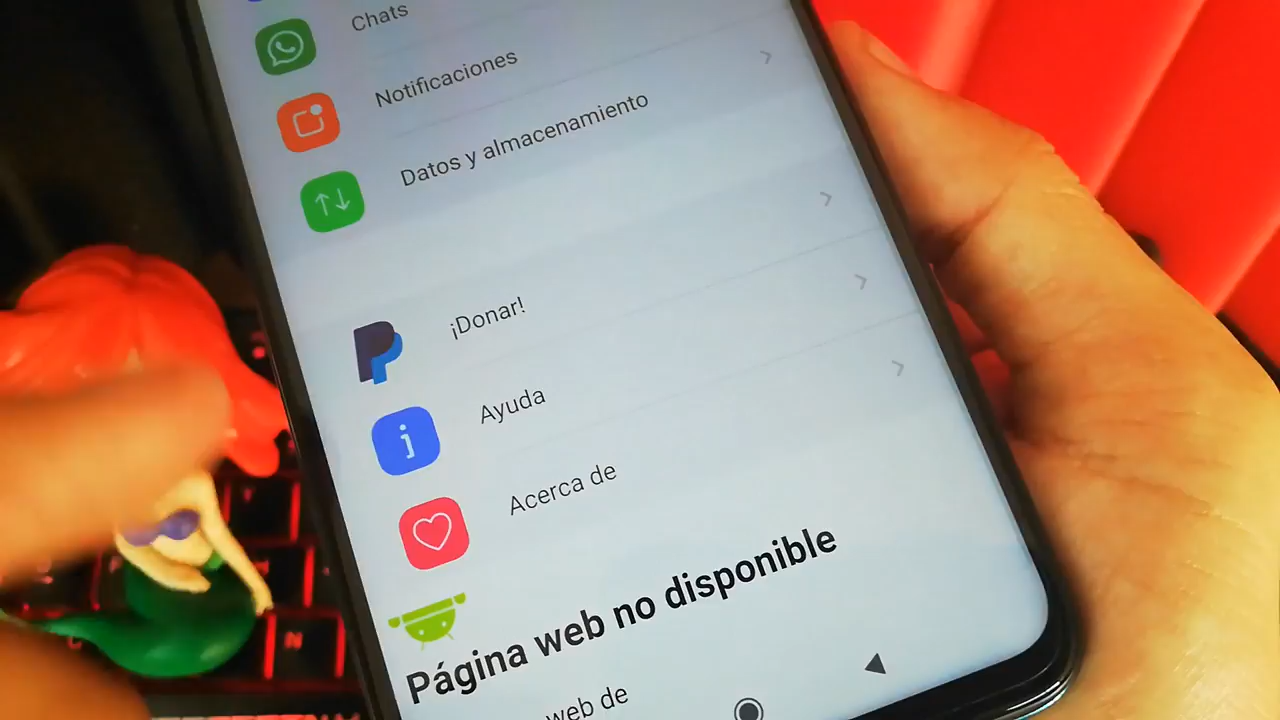 Chats
Notificaciones
Datos y almacenamiento
¡Donar!
Ayuda
Acerca de
Página web no disponible
web de
N